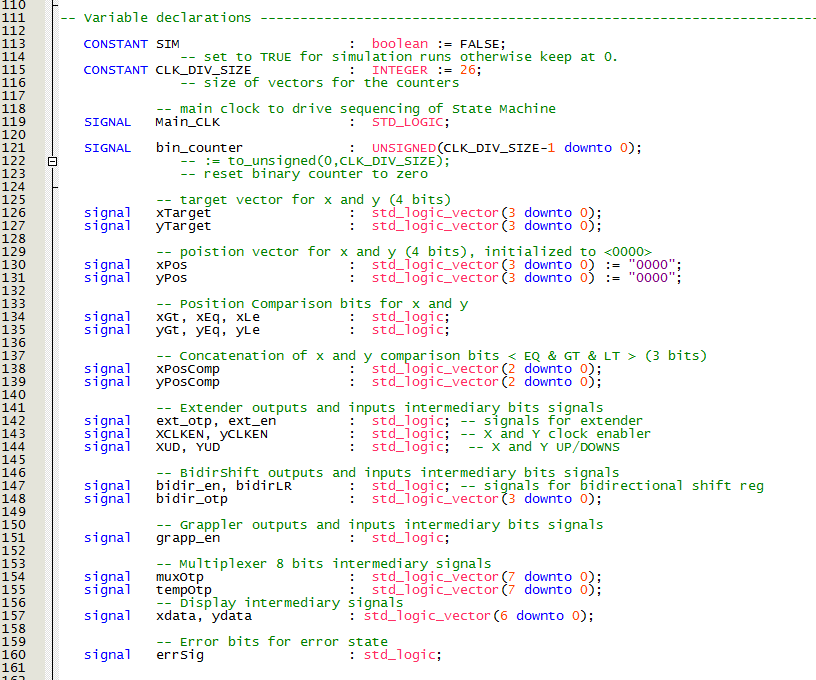 110
111 -- Variable declarations ----------------------------------------------------------------------
112
113 CONSTANT SIM : boolean := FALSE;
114 -- set to TRUE for simulation runs otherwise keep at 0.
115 CONSTANT CLK_DIV_SIZE : INTEGER := 26;
116 -- size of vectors for the counters
117
118 -- main clock to drive sequencing of State Machine
119 SIGNAL Main_CLK : STD_LOGIC;
120
121 SIGNAL bin_counter : UNSIGNED(CLK_DIV_SIZE-1 downto 0);
122 -- := to_unsigned(0,CLK_DIV_SIZE);
123 -- reset binary counter to zero
124
125 -- target vector for x and y (4 bits)
126 signal xTarget : std_logic_vector(3 downto 0);
127 signal yTarget : std_logic_vector(3 downto 0);
128
129 -- poistion vector for x and y (4 bits), initialized to <0000>
130 signal xPos : std_logic_vector(3 downto 0) := "0000";
131 signal yPos : std_logic_vector(3 downto 0) := "0000";
132
133 -- Position Comparison bits for x and y
134 signal xGt, xEq, xLe : std_logic;
135 signal yGt, yEq, yLe : std_logic;
136
137 -- Concatenation of x and y comparison bits < EQ & GT & LT > (3 bits)
138 signal xPosComp : std_logic_vector(2 downto 0);
139 signal yPosComp : std_logic_vector(2 downto 0);
140
141 -- Extender outputs and inputs intermediary bits signals
142 signal ext_otp, ext_en : std_logic; -- signals for extender
143 signal XCLKEN, yCLKEN : std_logic; -- X and Y clock enabler
144 signal XUD, YUD : std_logic; -- X and Y UP/DOWNS
145
146 -- BidirShift outputs and inputs intermediary bits signals
147 signal bidir_en, bidirLR : std_logic; -- signals for bidirectional shift reg
148 signal bidir_otp : std_logic_vector(3 downto 0);
149
150 -- Grappler outputs and inputs intermediary bits signals
151 signal grapp_en : std_logic;
152
153 -- Multiplexer 8 bits intermediary signals
154 signal muxOtp : std_logic_vector(7 downto 0);
155 signal tempOtp : std_logic_vector(7 downto 0);
156 -- Display intermediary signals
157 signal xdata, ydata : std_logic_vector(6 downto 0);
158
159 -- Error bits for error state
160 signal errSig : std_logic;
161